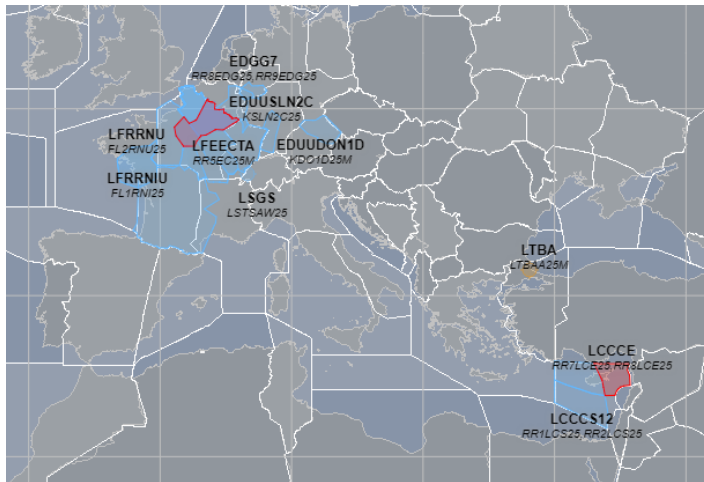 EDGG7
RR8EDG25,RR9EDG25
EDUUSLN2C
KSLN2C25
LFRRNU
FL2RNU25
LFEECTA
RR5EC25M
EDUUDON1D
KDO1D25M
LFRRNIU
FL1RNI25
LSGS
LSTSAW25
LTBA
LTBAA25M
LCCCE
RR7LCE25,RR8LCE25
LCCCS12
RR1LCS25,RR2LCS25